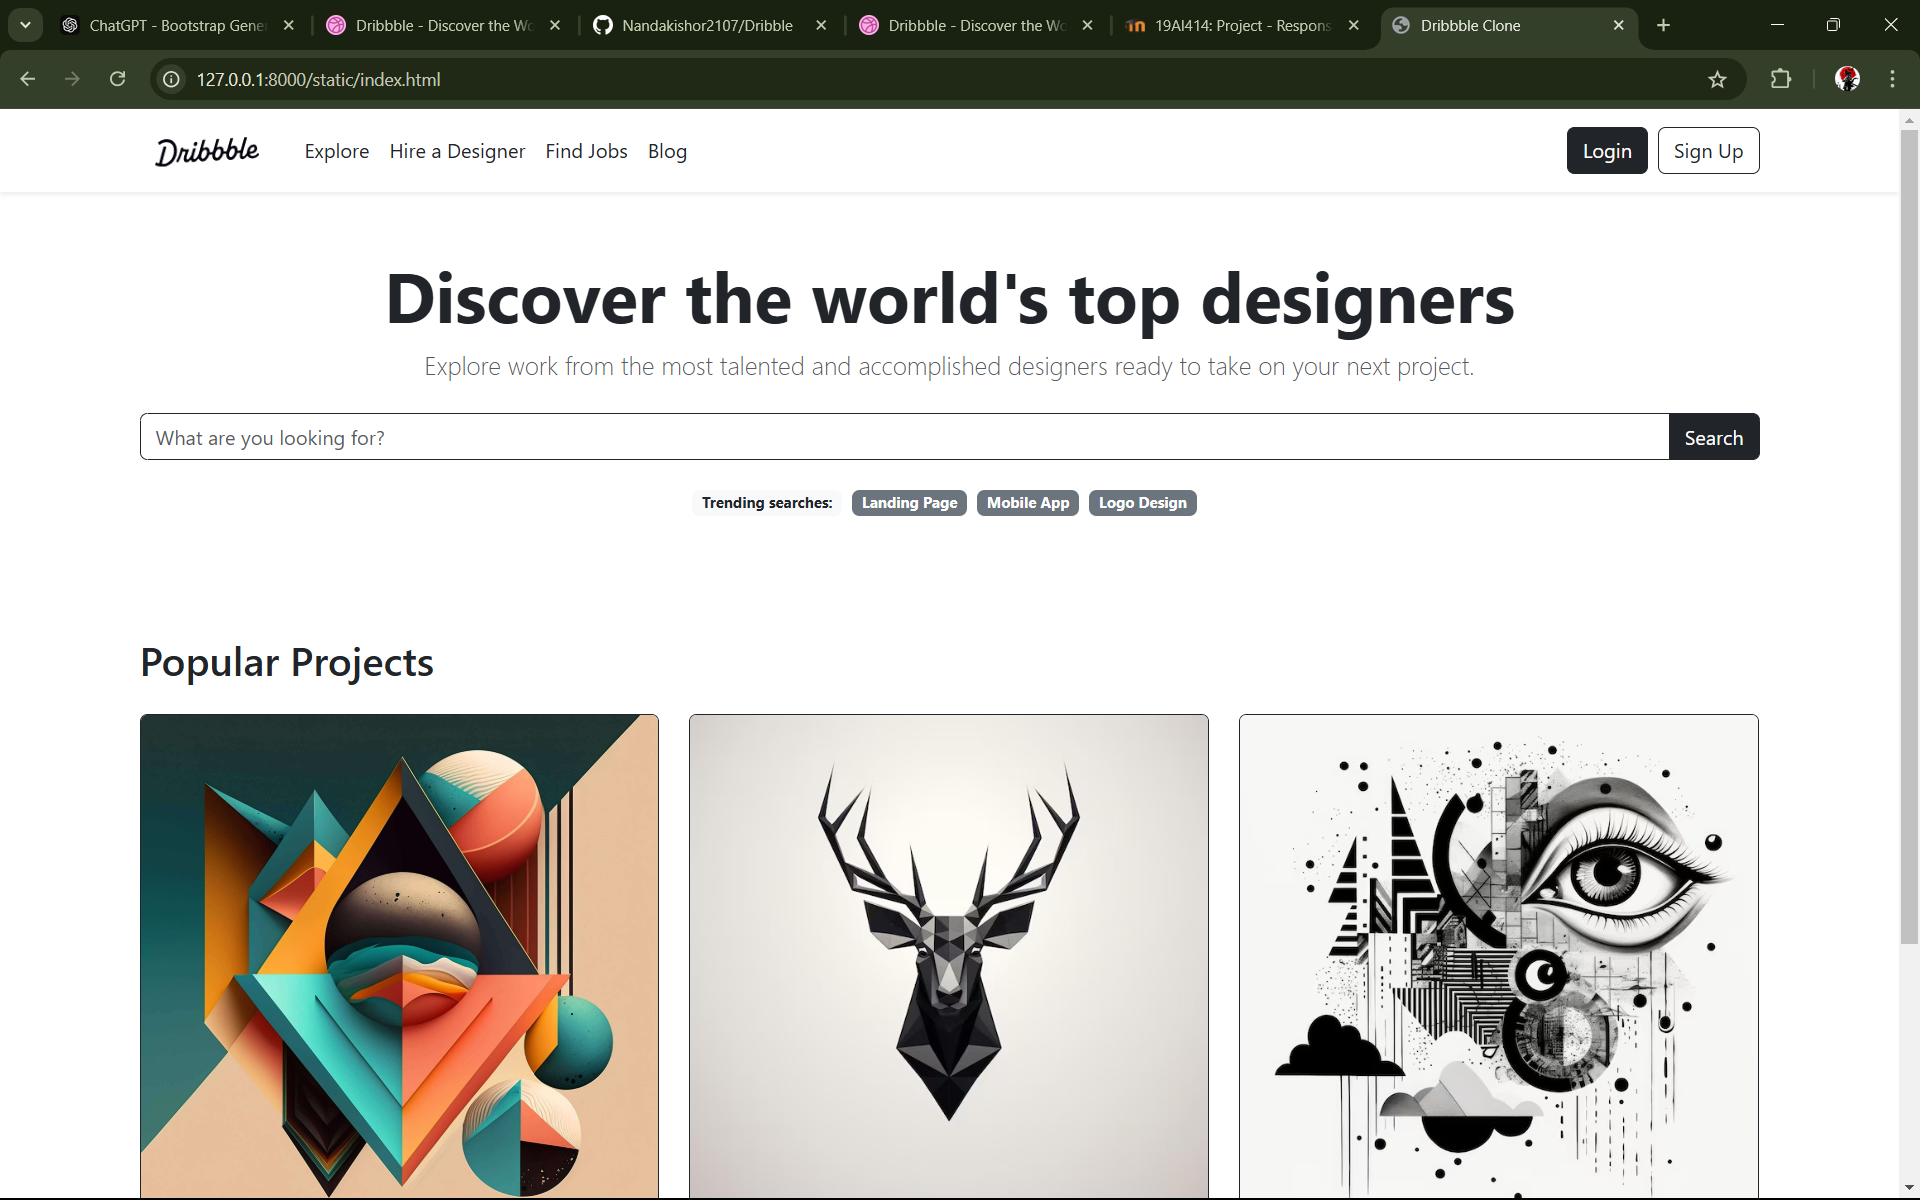 ChatGPT - Bootstrap Gene
Dribbble - Discover the Wo
Nandakishor2107/Dribble
Dribbble - Discover the Wo
19AI414: Project - Respons
Dribbble Clone
127.0.0.1:8000/static/index.html
Dribbble
Explore
Hire a Designer
Find Jobs
Blog
Login
Sign Up
Discover the world's top designers
Explore work from the most talented and accomplished designers ready to take on your next project.
What are you looking for?
Search
Trending searches:
Landing Page
Mobile App
Logo Design
Popular Projects